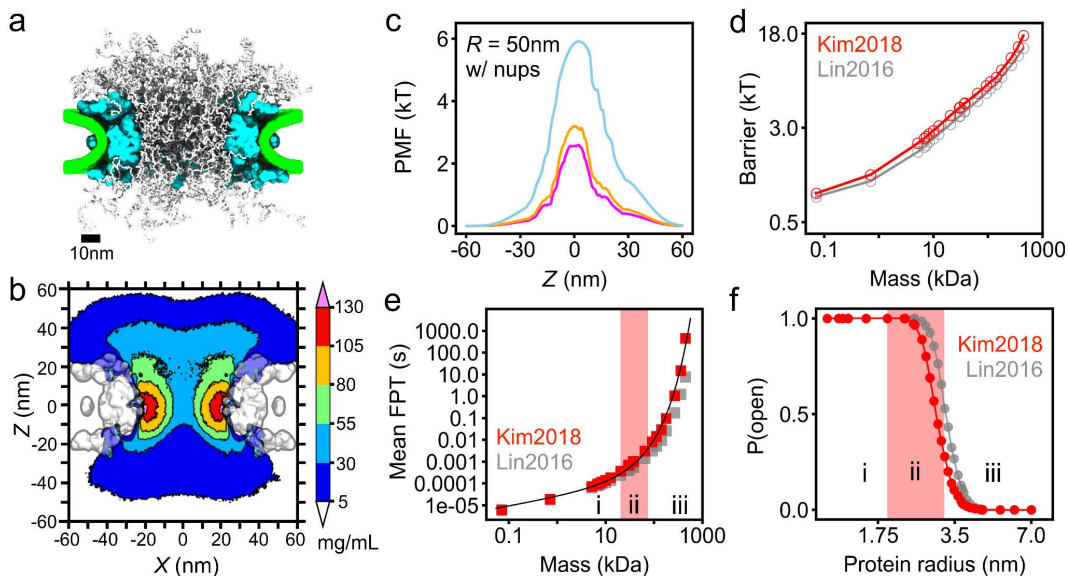 a
10nm
b
Z (nm)
60
40
20
0
-20
-40
-60
-60 -40 -20 0 20 40 60
X (nm)
130
105
80
55
30
5
mg/mL
c
PMF (kT)
6
4
2
0
R = 50nm
w/ nups
-60 -30 0 30 60
Z (nm)
d
Barrier (kT)
18.0
3.0
0.5
Kim2018
Lin2016
0.1 10 1000
Mass (kDa)
e
Mean FPT (s)
1000.0
10.0
0.1
0.01
0.001
0.0001
1e-05
Kim2018
Lin2016
i ii iii
0.1 10 1000
Mass (kDa)
f
P(open)
1.0
0.5
0.0
Kim2018
Lin2016
i ii iii
1.75 3.5 7.0
Protein radius (nm)